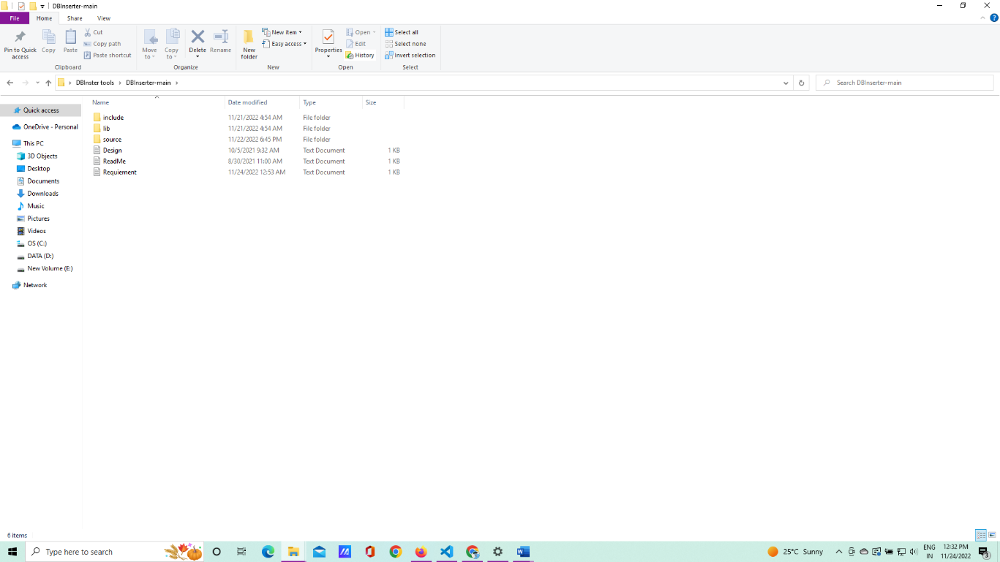 DBInserter-main
File Home Share View
Pin to Quick access
Copy
Paste
Cut
Copy path
Paste shortcut
Clipboard
Move to
Copy to
Delete
Rename
Organize
New folder
New item
Easy access
New
Properties
Open
Edit
History
Open
Select all
Select none
Invert selection
Select
DBInster tools DBInserter-main
Search DBInserter-main
Quick access
OneDrive - Personal
This PC
3D Objects
Desktop
Documents
Downloads
Music
Pictures
Videos
OS (C:)
DATA (D:)
New Volume (E:)
Network
Name Date modified Type Size
include 11/21/2022 4:54 AM File folder
lib 11/21/2022 4:54 AM File folder
source 11/22/2022 6:45 PM File folder
Design 10/5/2021 9:32 AM Text Document 1 KB
ReadMe 8/30/2021 11:00 AM Text Document 1 KB
Requiement 11/24/2022 12:53 AM Text Document 1 KB
6 items
Type here to search
25°C Sunny
ENG
IN
12:32 PM
11/24/2022
3